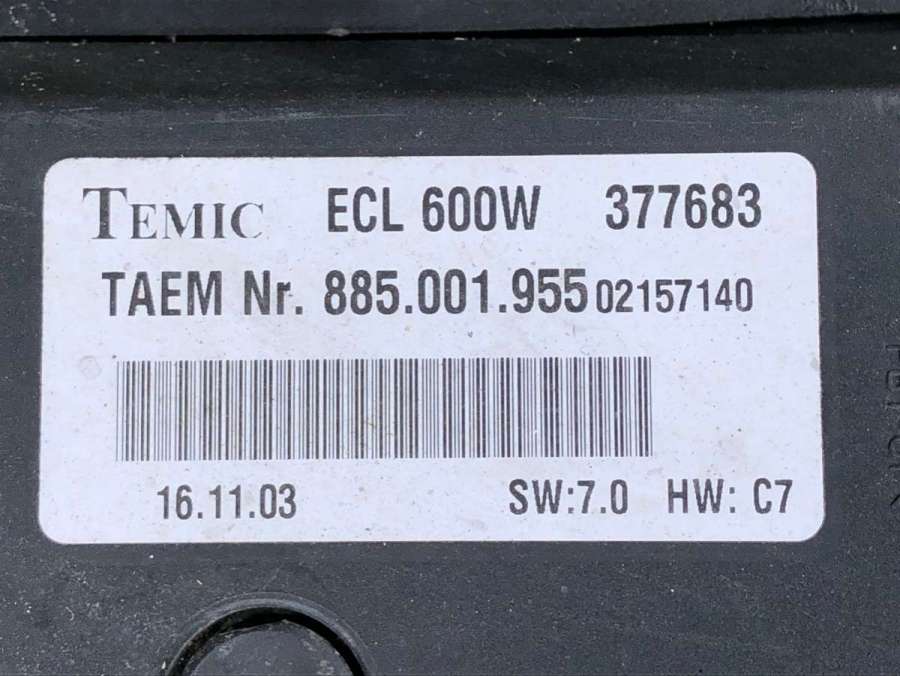 TEMIC ECL 600W 377683
TAEM Nr. 885.001.955 02157140
16.11.03 SW:7.0 HW: C7